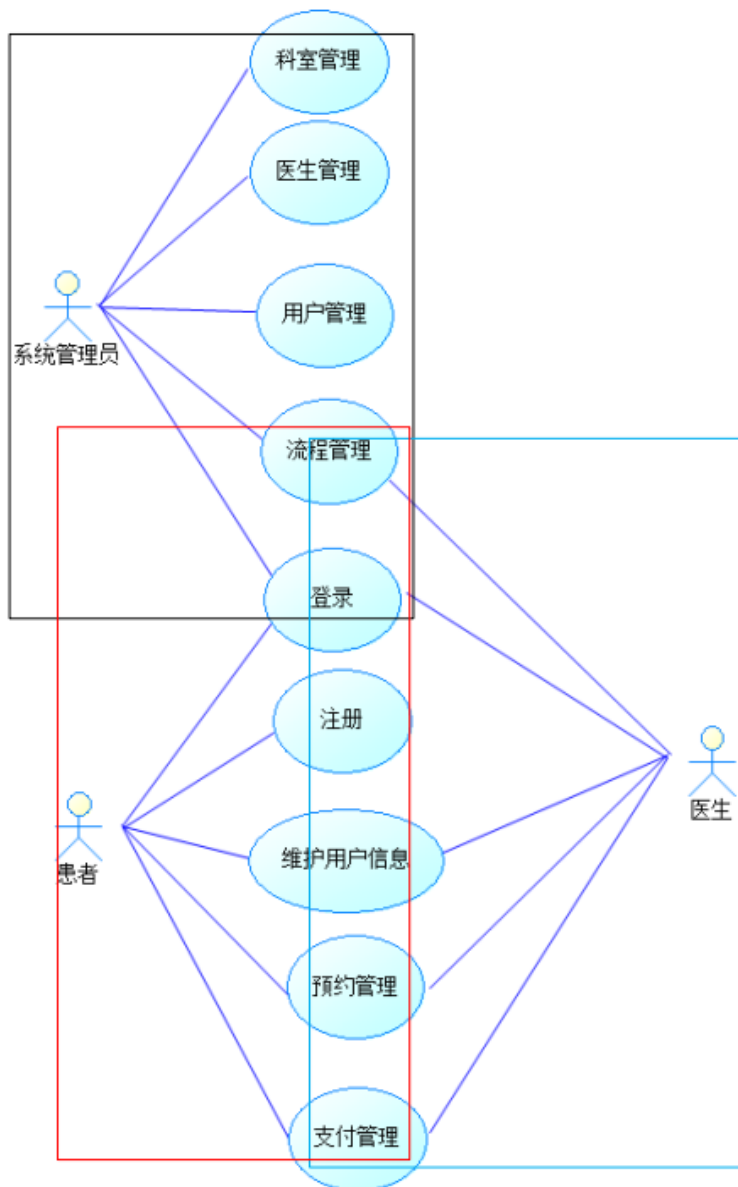 科室管理
医生管理
用户管理
系统管理员
流程管理
登录
注册
医生
维护用户信息
患者
预约管理
支付管理